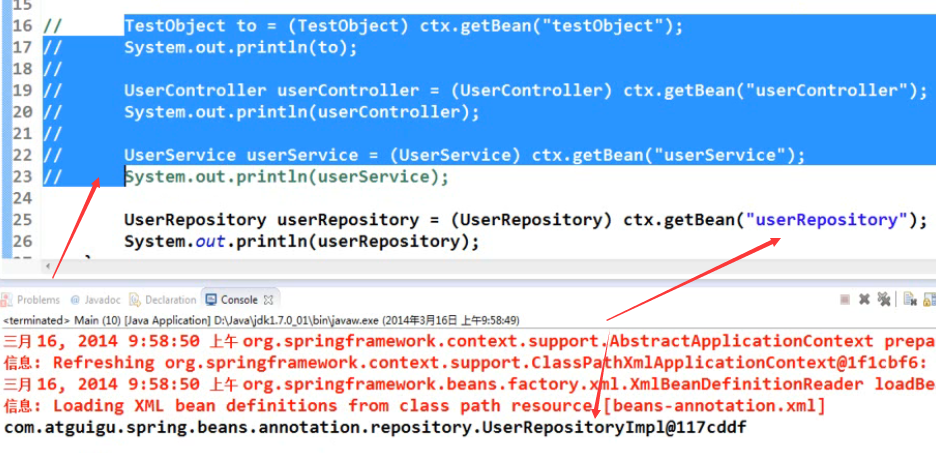 15
16 // TestObject to = (TestObject) ctx.getBean("testObject");
17 // System.out.println(to);
18 //
19 // UserController userController = (UserController) ctx.getBean("userController");
20 // System.out.println(userController);
21 //
22 // UserService userService = (UserService) ctx.getBean("userService");
23 // System.out.println(userService);
24
25 UserRepository userRepository = (UserRepository) ctx.getBean("userRepository");
26 System.out.println(userRepository);
Problems @ Javadoc Declaration Console
<terminated> Main (10) [Java Application] D:\Java\jdk1.7.0_01\bin\javaw.exe (2014年3月16日 上午9:58:49)
三月 16, 2014 9:58:50 上午 org.springframework.context.support.AbstractApplicationContext prepa
信息: Refreshing org.springframework.context.support.ClassPathXmlApplicationContext@1f1cbf6:
三月 16, 2014 9:58:50 上午 org.springframework.beans.factory.xml.XmlBeanDefinitionReader loadBe
信息: Loading XML bean definitions from class path resource [beans-annotation.xml]
com.atguigu.spring.beans.annotation.repository.UserRepositoryImpl@117cddf